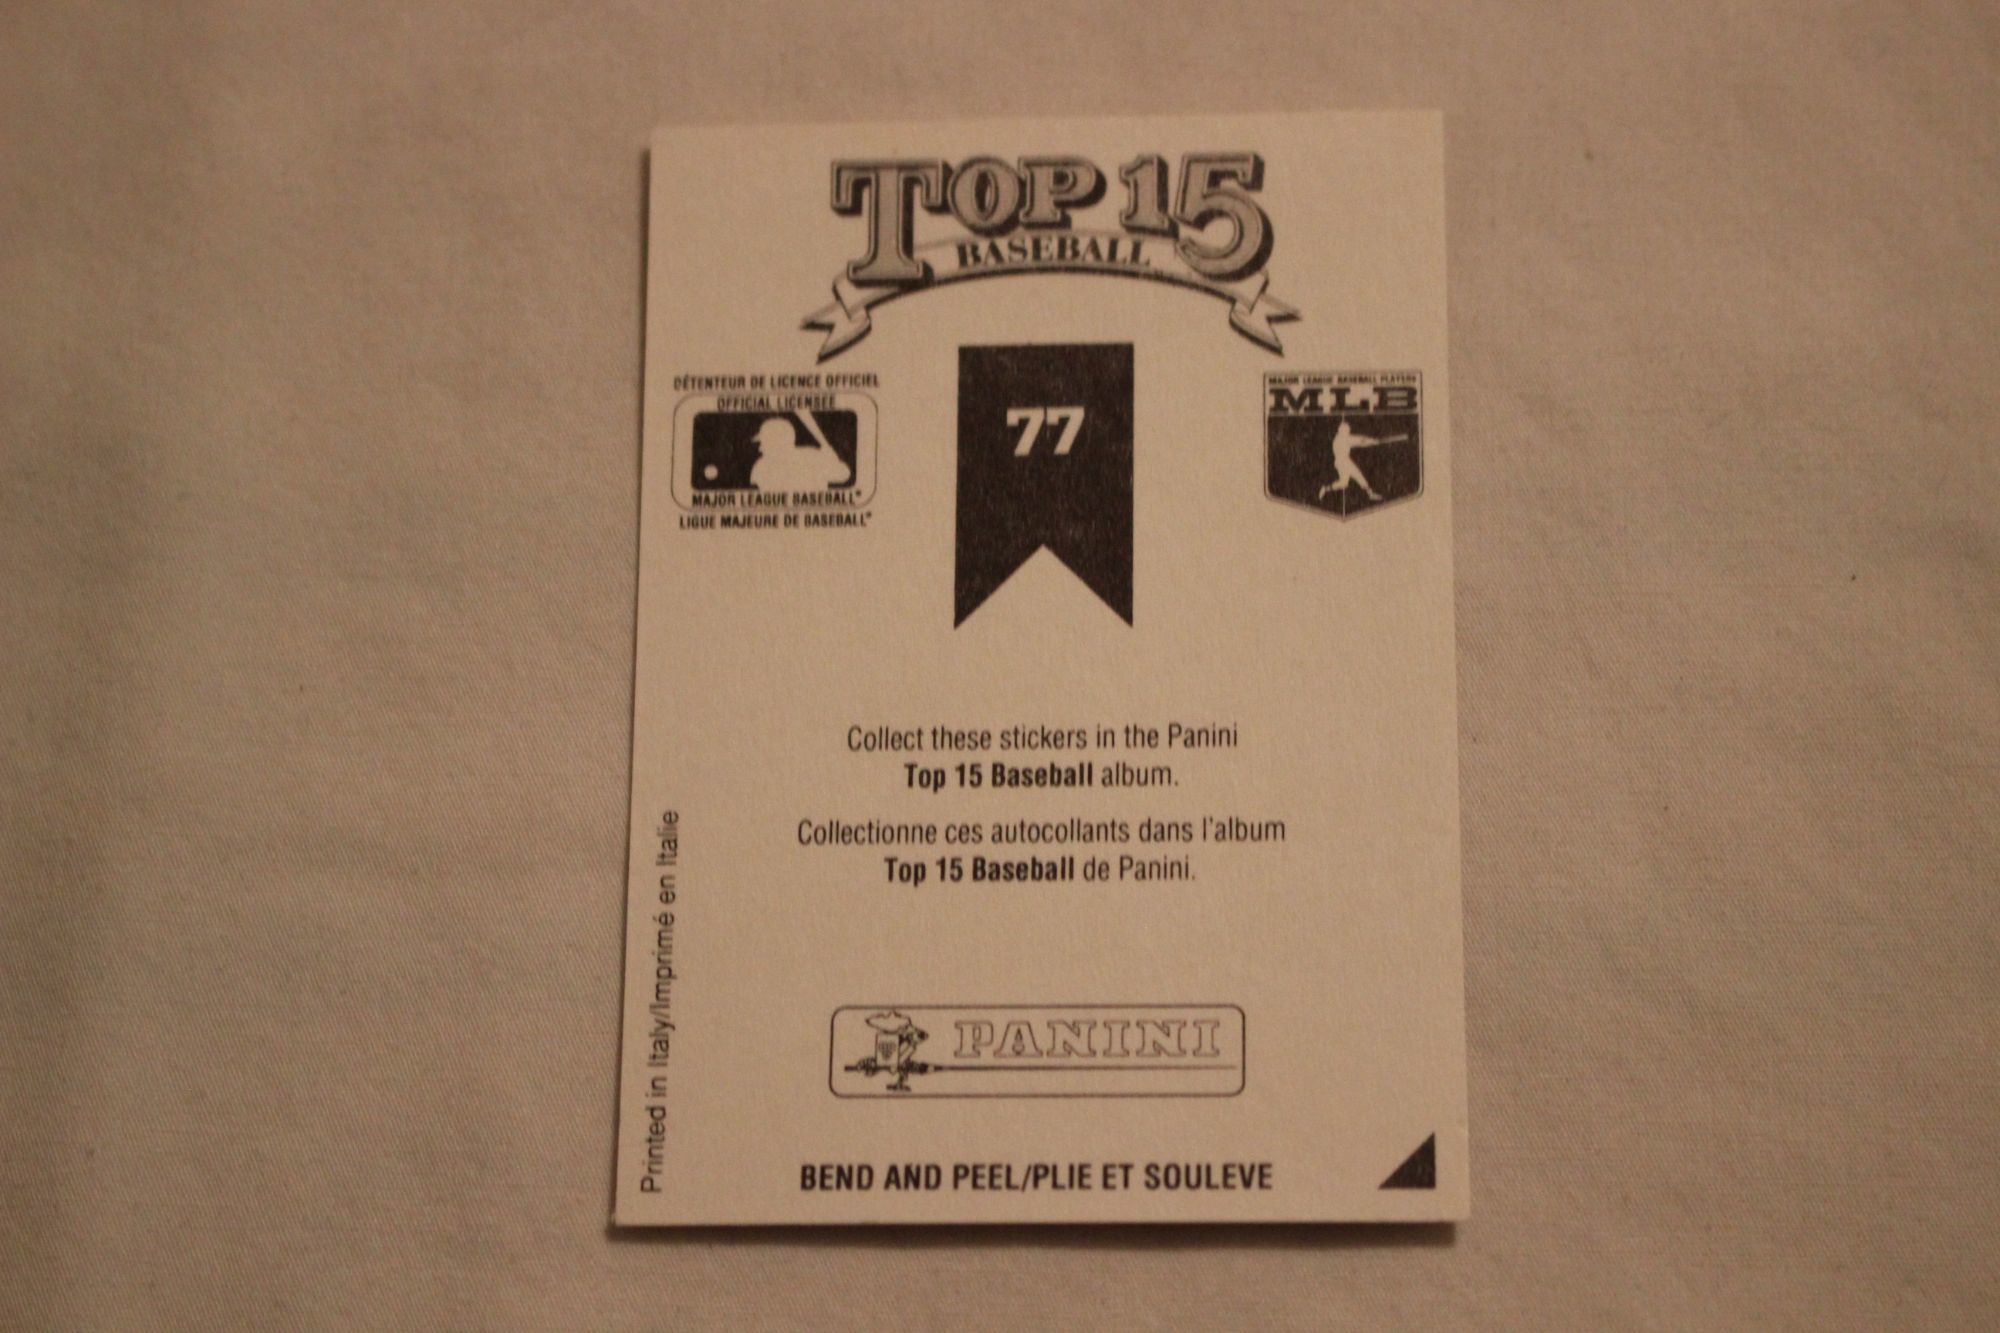 TOP 15
BASEBALL
DÉTENTEUR DE LICENCE OFFICIEL
OFFICIAL LICENSEE
MAJOR LEAGUE BASEBALL®
LIGUE MAJEURE DE BASEBALL®
77
MAJOR LEAGUE BASEBALL PLAYERS
MLB
Collect these stickers in the Panini
Top 15 Baseball album.
Collectionne ces autocollants dans l'album
Top 15 Baseball de Panini.
Printed in Italy/Imprimé en Italie
PANINI
BEND AND PEEL/PLIE ET SOULEVE